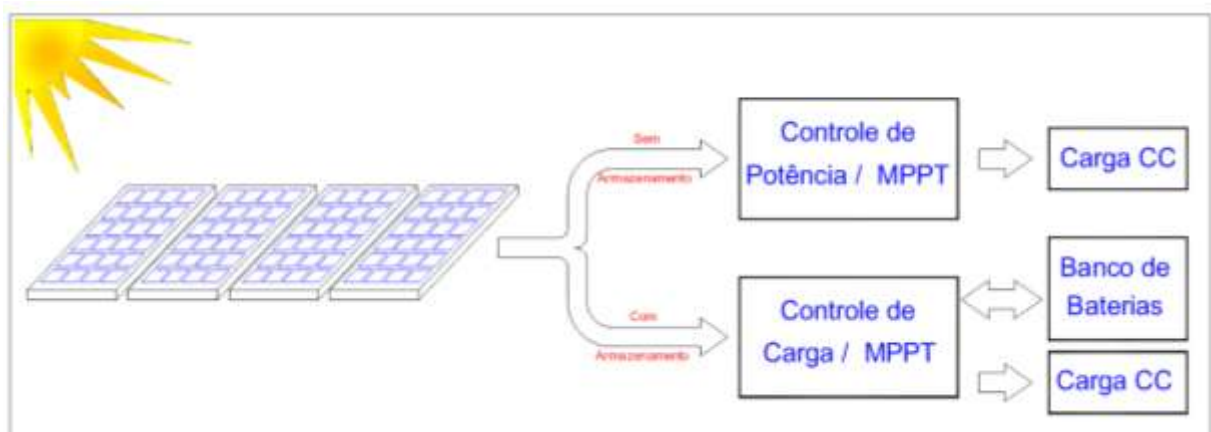 Sem
Armazenamento
Controle de
Potência / MPPT
Carga CC
Com
Armazenamento
Controle de
Carga / MPPT
Banco de
Baterias
Carga CC